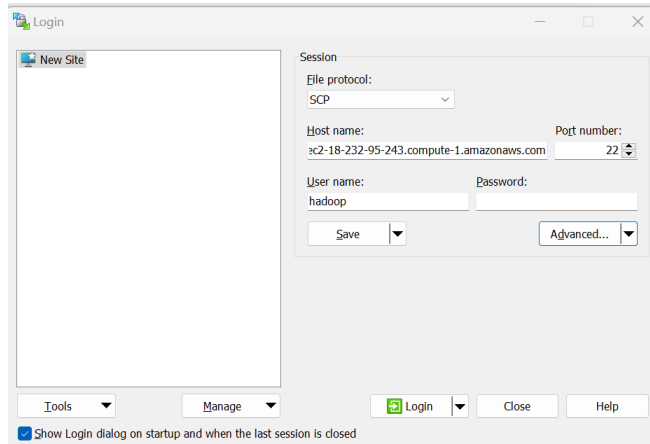 Login
New Site
Session
File protocol:
SCP
Host name:
Port number:
ec2-18-232-95-243.compute-1.amazonaws.com
22
User name:
Password:
hadoop
Save
Advanced...
Tools
Manage
Login
Close
Help
Show Login dialog on startup and when the last session is closed